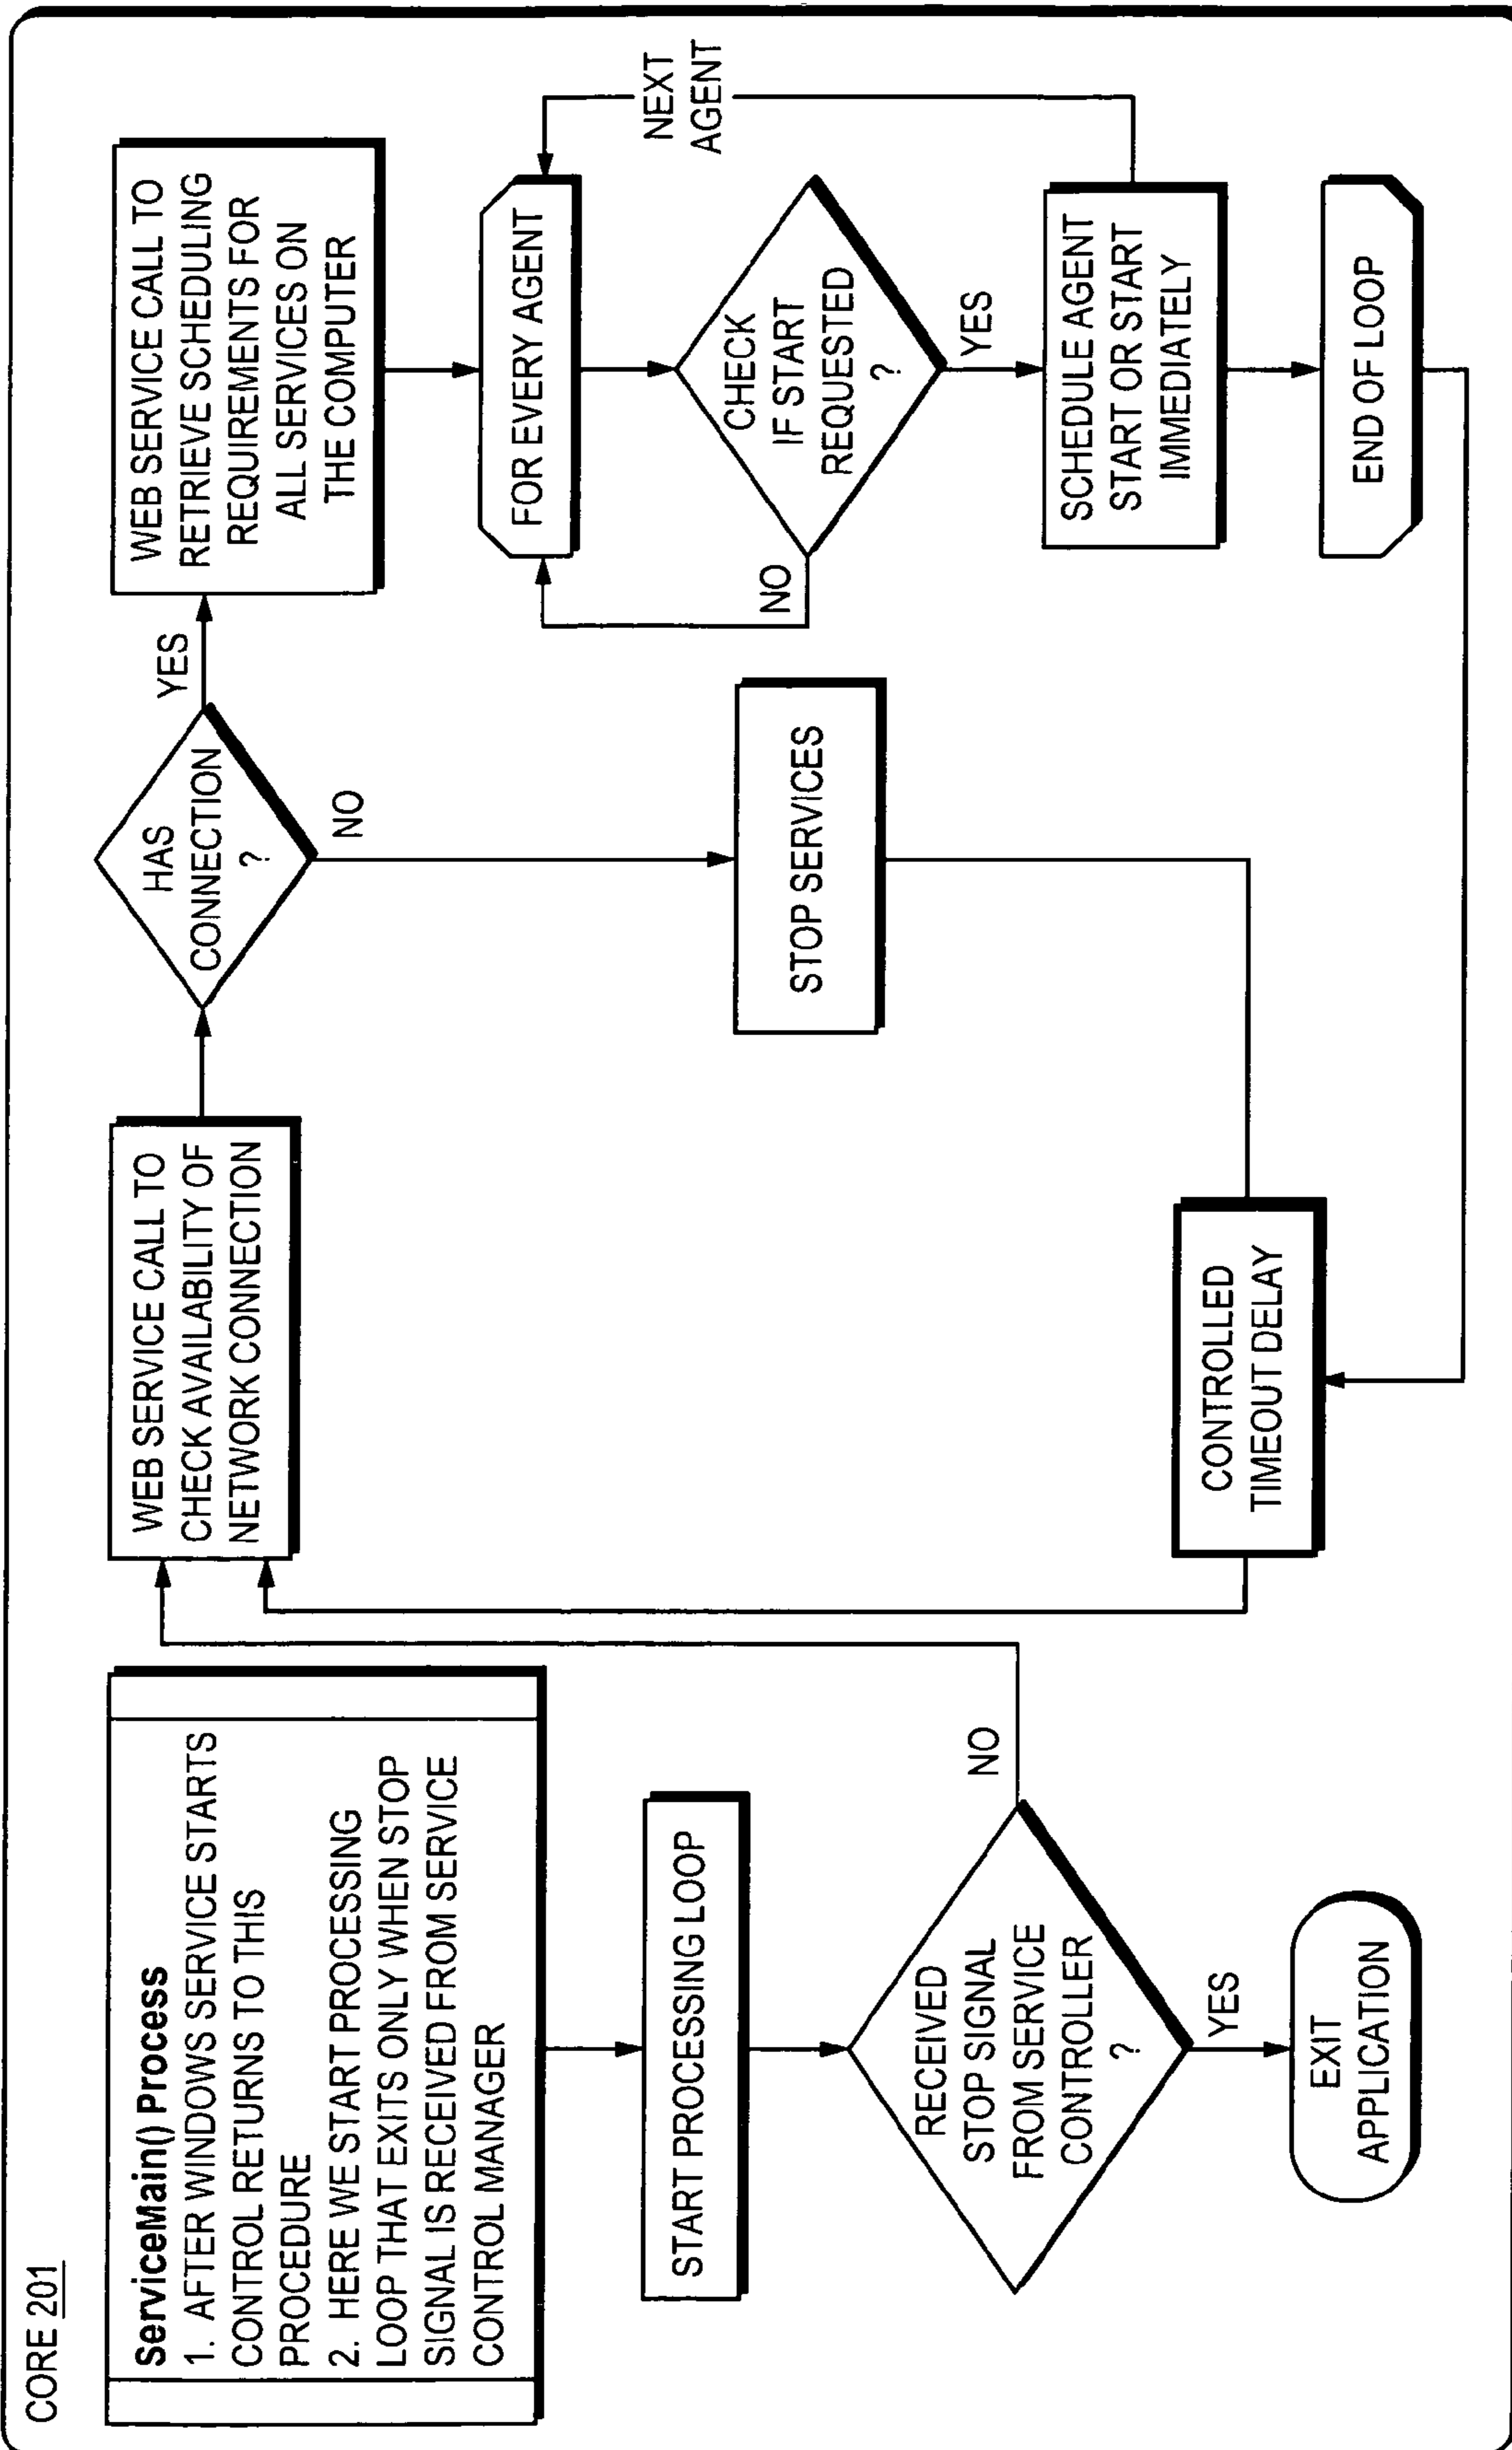 CORE 201
ServiceMain() Process
1. AFTER WINDOWS SERVICE STARTS
CONTROL RETURNS TO THIS
PROCEDURE
2. HERE WE START PROCESSING
LOOP THAT EXITS ONLY WHEN STOP
SIGNAL IS RECEIVED FROM SERVICE
CONTROL MANAGER
START PROCESSING LOOP
RECEIVED
STOP SIGNAL
FROM SERVICE
CONTROLLER
?
NO
YES
EXIT
APPLICATION
WEB SERVICE CALL TO
CHECK AVAILABILITY OF
NETWORK CONNECTION
HAS
CONNECTION
?
YES
NO
STOP SERVICES
CONTROLLED
TIMEOUT DELAY
WEB SERVICE CALL TO
RETRIEVE SCHEDULING
REQUIREMENTS FOR
ALL SERVICES ON
THE COMPUTER
FOR EVERY AGENT
NEXT
AGENT
CHECK
IF START
REQUESTED
?
NO
YES
SCHEDULE AGENT
START OR START
IMMEDIATELY
END OF LOOP